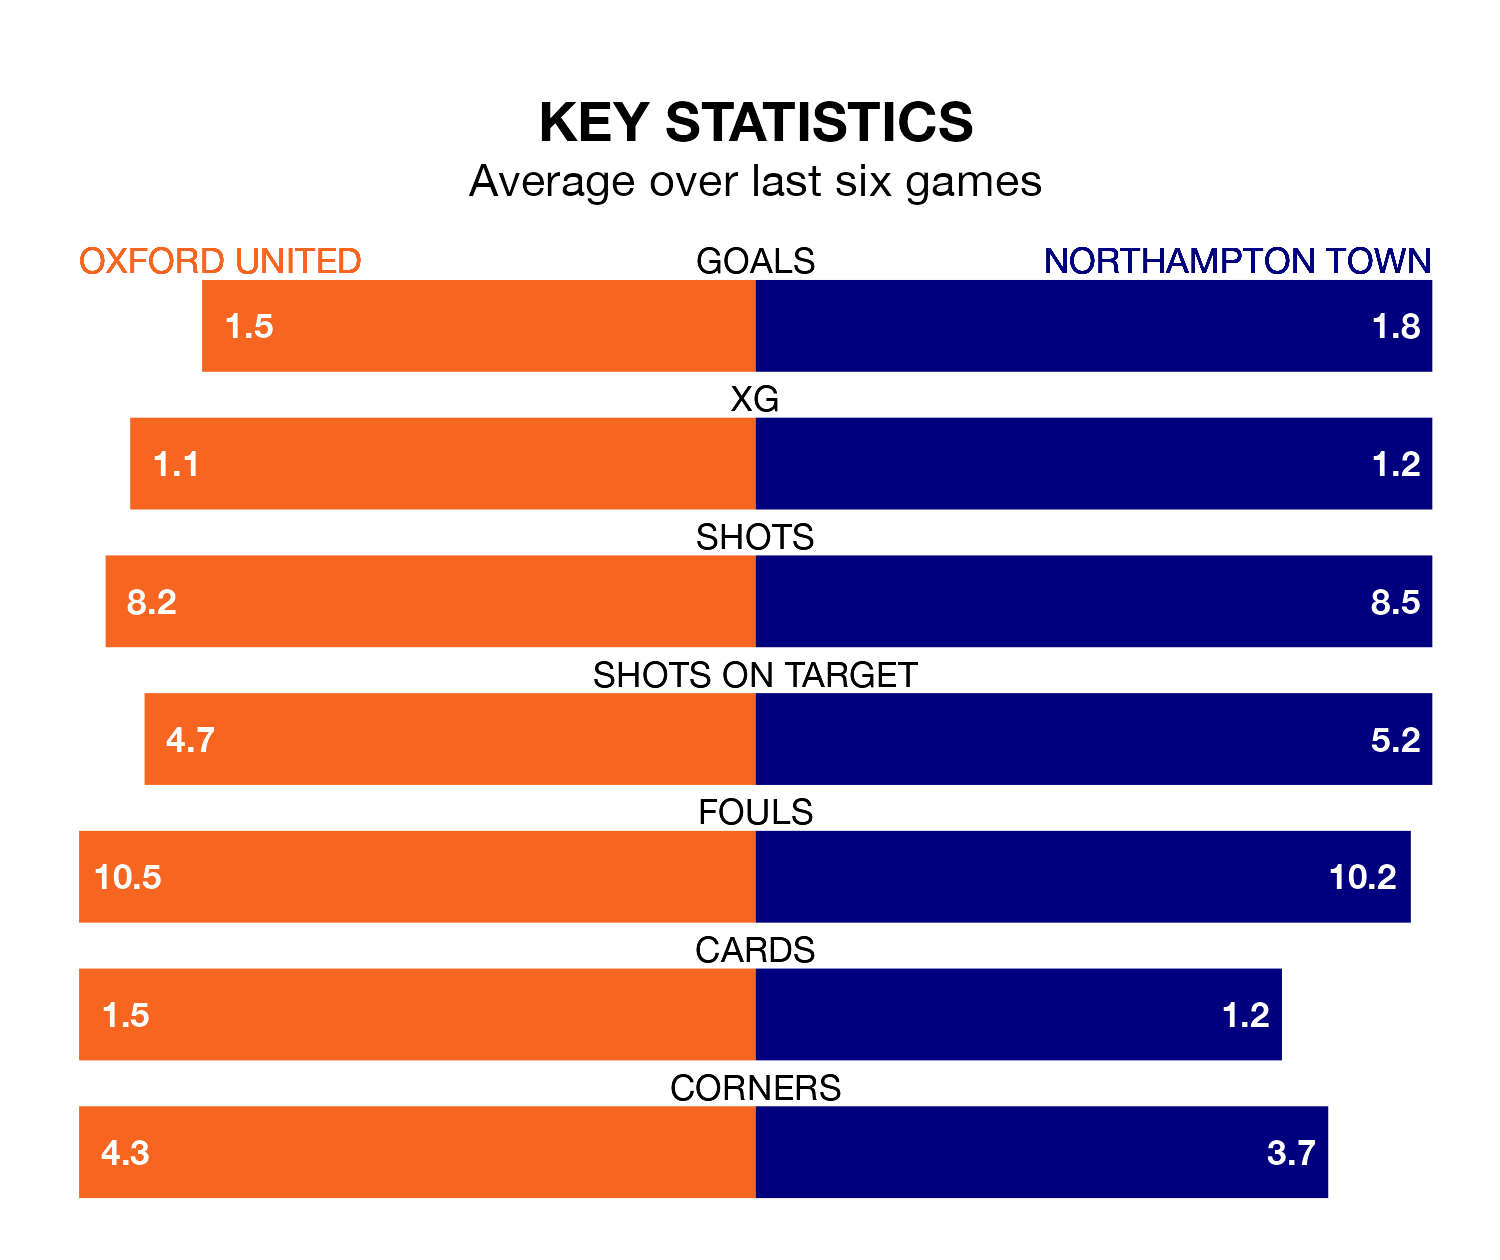 KEY STATISTICS
Average over last six games
OXFORD UNITED GOALS NORTHAMPTON TOWN
1.5 1.8
XG
1.1 1.2
SHOTS
8.2 8.5
SHOTS ON TARGET
4.7 5.2
FOULS
10.5 10.2
CARDS
1.5 1.2
CORNERS
4.3 3.7